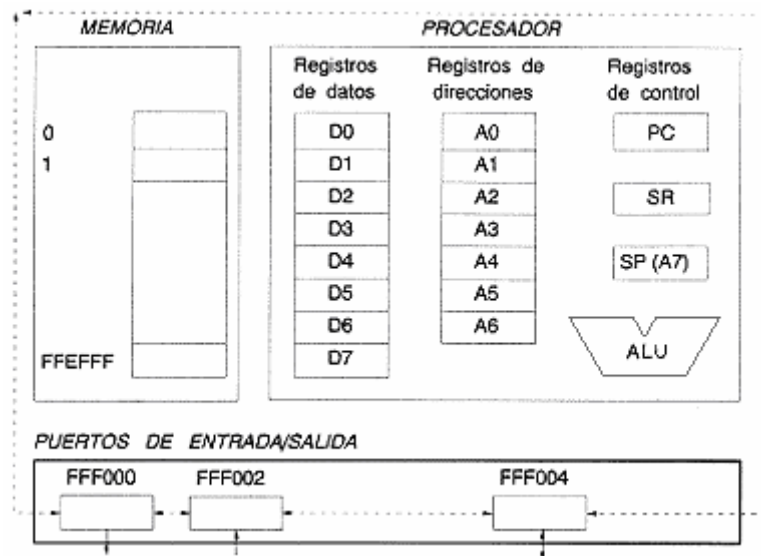 MEMORIA
PROCESADOR
Registros de datos
Registros de direcciones
Registros de control
0
1
FFEFFF
D0
D1
D2
D3
D4
D5
D6
D7
A0
A1
A2
A3
A4
A5
A6
PC
SR
SP (A7)
ALU
PUERTOS DE ENTRADA/SALIDA
FFF000
FFF002
FFF004